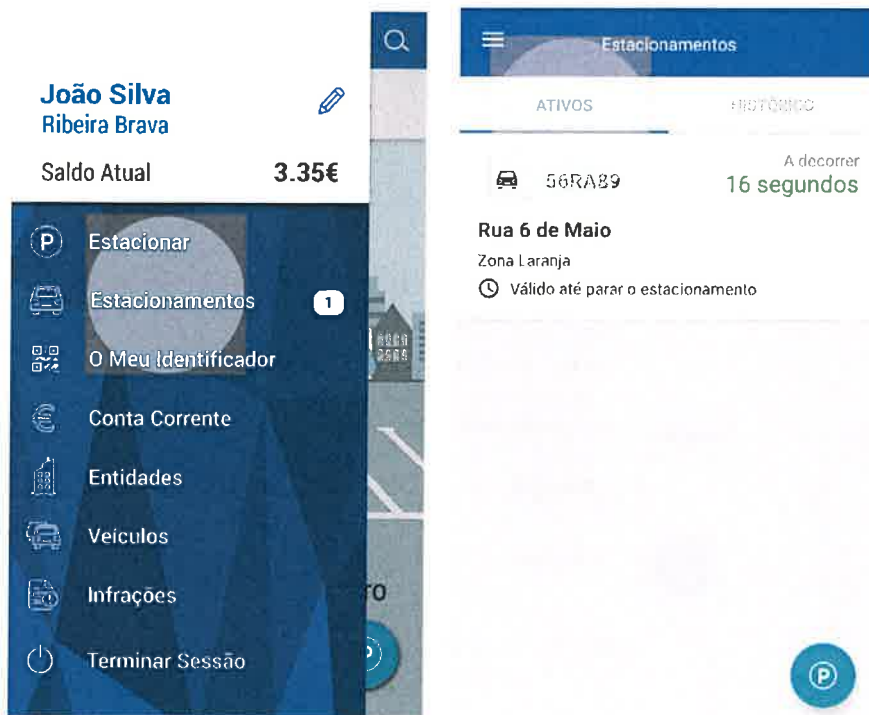 João Silva
Ribeira Brava
Saldo Atual 3.35€
P Estacionar
Estacionamentos 1
O Meu Identificador
€ Conta Corrente
Entidades
Veículos
Infrações
Terminar Sessão
Estacionamentos
ATIVOS HISTÓRICO
A decorrer
56RA89 16 segundos
Rua 6 de Maio
Zona Laranja
Válido até parar o estacionamento
P